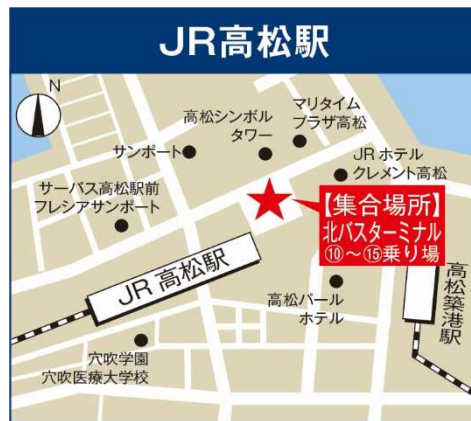 JR高松駅
N
マリタイム
プラザ高松
高松シンボル
タワー
サンポート
JRホテル
クレメント高松
サーパス高松駅前
フレシアサンポート
【集合場所】
北バスターミナル
⑩～⑮乗り場
JR 高松駅
高松パール
ホテル
高松築港駅
穴吹学園
穴吹医療大学校